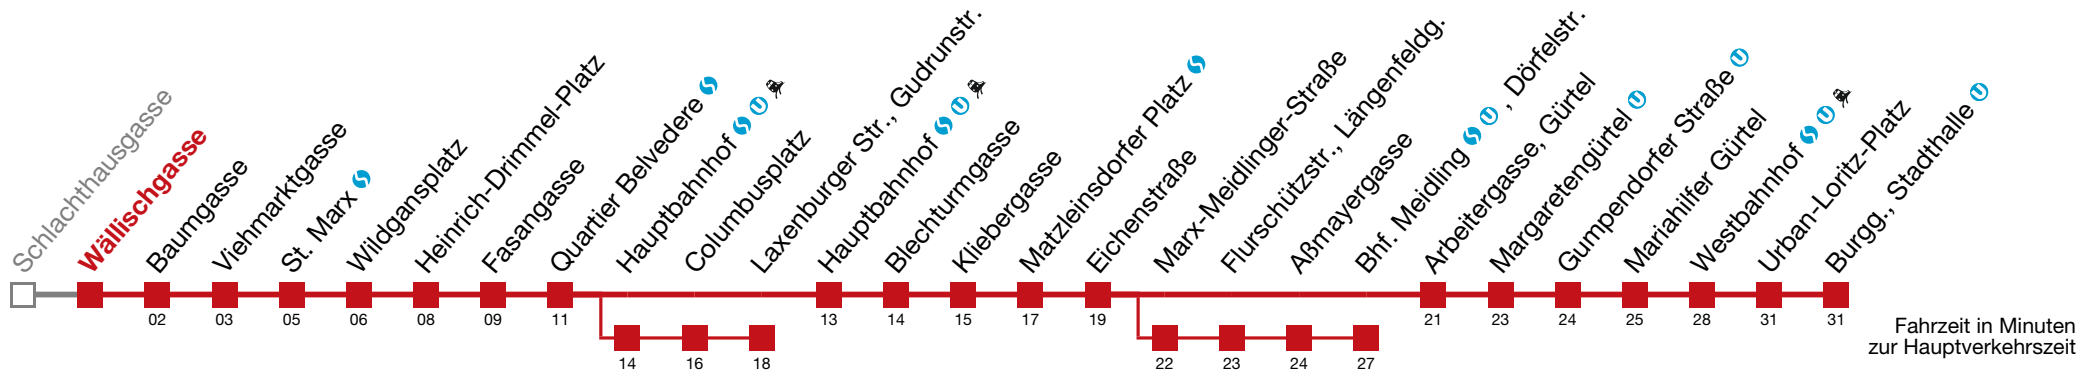 Schlachthausgasse
Wällischgasse
Baumgasse
Viehmarktgasse
St. Marx
Wildgansplatz
Heinrich-Drimmel-Platz
Fasangasse
Quartier Belvedere
Hauptbahnhof
Columbusplatz
Laxenburger Str., Gudrunstr.
Hauptbahnhof
Blechturmgasse
Kliebergasse
Matzleinsdorfer Platz
Eichenstraße
Marx-Meidlinger-Straße
Flurschützstr., Längenfeldg.
Aßmayergasse
Bhf. Meidling S U , Dörfelstr.
Arbeitergasse, Gürtel
Margaretengürtel U
Gumpendorfer Straße U
Mariahilfer Gürtel
Westbahnhof S U
Urban-Loritz-Platz
Burgg., Stadthalle U
02 03 05 06 08 09 11 13 14 15 17 19 21 23 24 25 28 31 31
14 16 18 22 23 24 27
Fahrzeit in Minuten
zur Hauptverkehrszeit